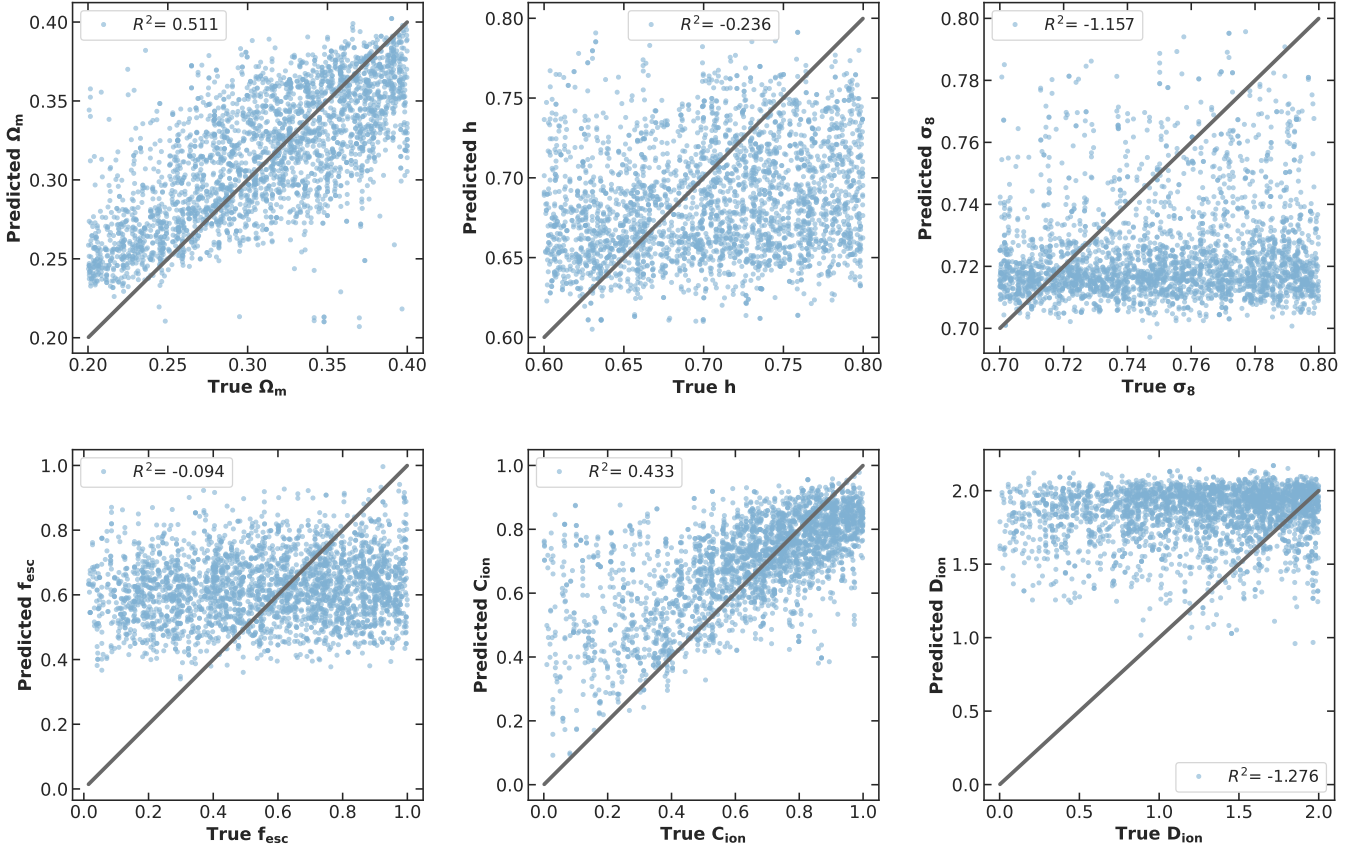 R²= 0.511
0.40
0.35
0.30
0.25
0.20
Predicted Ωm
0.20 0.25 0.30 0.35 0.40
True Ωm
R²= -0.236
0.80
0.75
0.70
0.65
0.60
Predicted h
0.60 0.65 0.70 0.75 0.80
True h
R²= -1.157
0.80
0.78
0.76
0.74
0.72
0.70
Predicted σ8
0.70 0.72 0.74 0.76 0.78 0.80
True σ8
R²= -0.094
1.0
0.8
0.6
0.4
0.2
0.0
Predicted fesc
0.0 0.2 0.4 0.6 0.8 1.0
True fesc
R²= 0.433
1.0
0.8
0.6
0.4
0.2
0.0
Predicted Cion
0.0 0.2 0.4 0.6 0.8 1.0
True Cion
2.0
1.5
1.0
0.5
0.0
Predicted Dion
R²= -1.276
0.0 0.5 1.0 1.5 2.0
True Dion